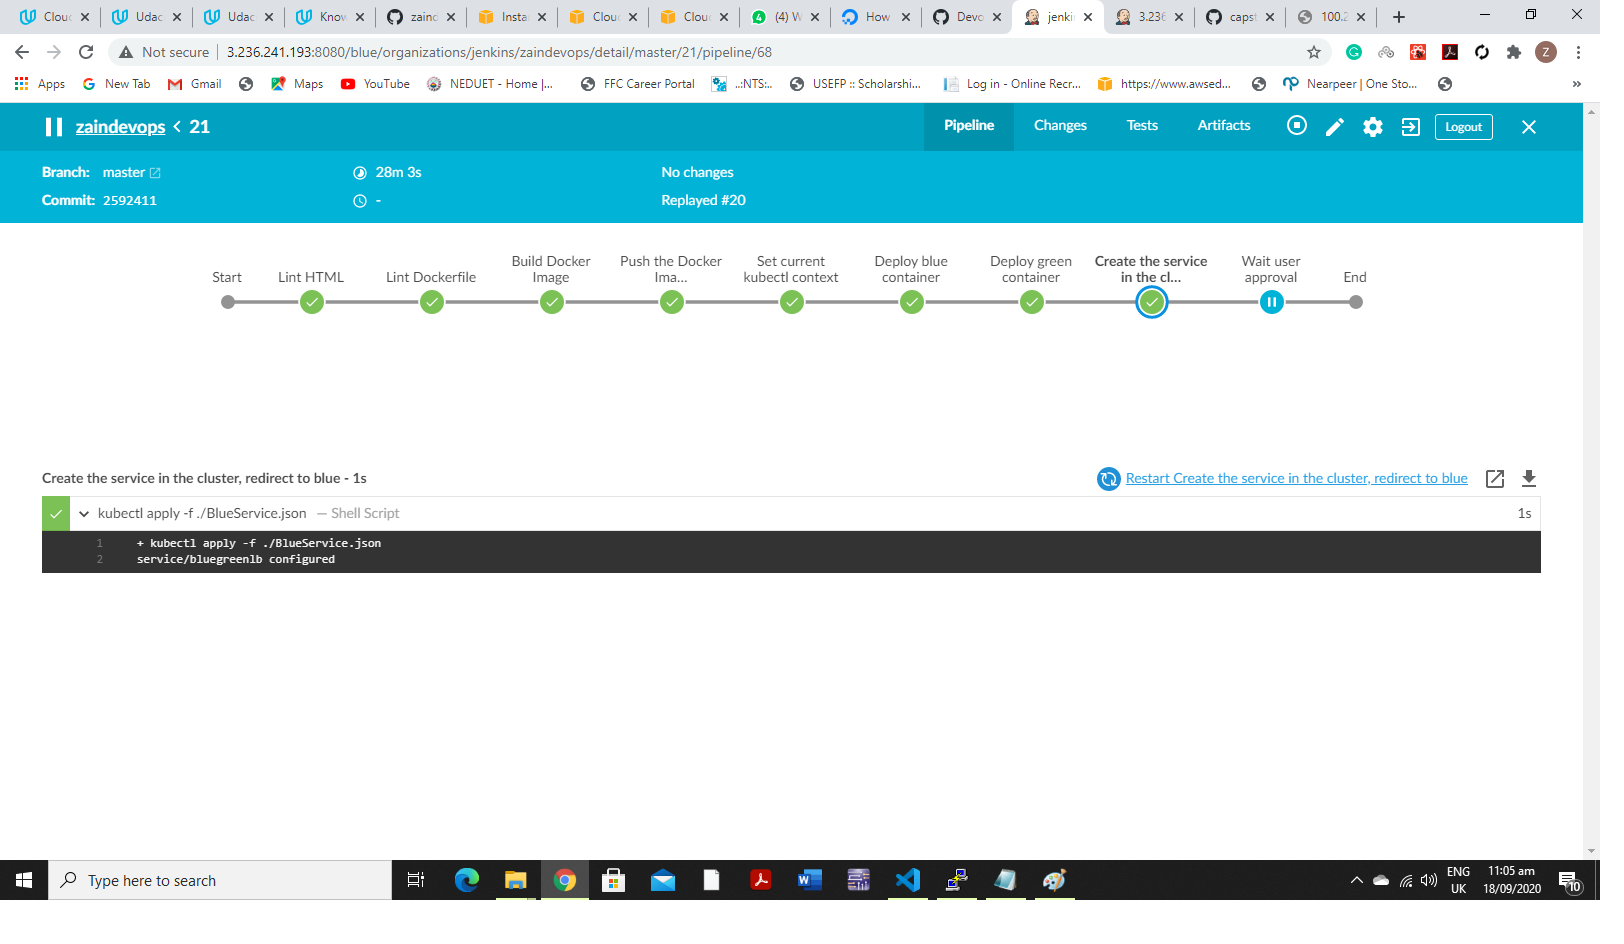 Clou
Udac
Udac
Know
zaind
Insta
Clou
Clou
(4) W
How
Devo
jenki
3.236
capst
100.2
Not secure
3.236.241.193:8080/blue/organizations/jenkins/zaindevops/detail/master/21/pipeline/68
Apps
New Tab
Gmail
Maps
YouTube
NEDUET - Home |...
FFC Career Portal
..:NTS:..
USEFP :: Scholarshi...
Log in - Online Recr...
https://www.awsed...
Nearpeer | One Sto...
»
zaindevops < 21
Pipeline
Changes
Tests
Artifacts
Logout
Branch: master
28m 3s
No changes
Commit: 2592411
-
Replayed #20
Start
Lint HTML
Lint Dockerfile
Build Docker
Image
Push the Docker
Ima...
Set current
kubectl context
Deploy blue
container
Deploy green
container
Create the service
in the cl...
Wait user
approval
End
Create the service in the cluster, redirect to blue - 1s
Restart Create the service in the cluster, redirect to blue
kubectl apply -f ./BlueService.json — Shell Script
1s
1 + kubectl apply -f ./BlueService.json
2 service/bluegreenlb configured
Type here to search
ENG
UK
11:05 am
18/09/2020
10